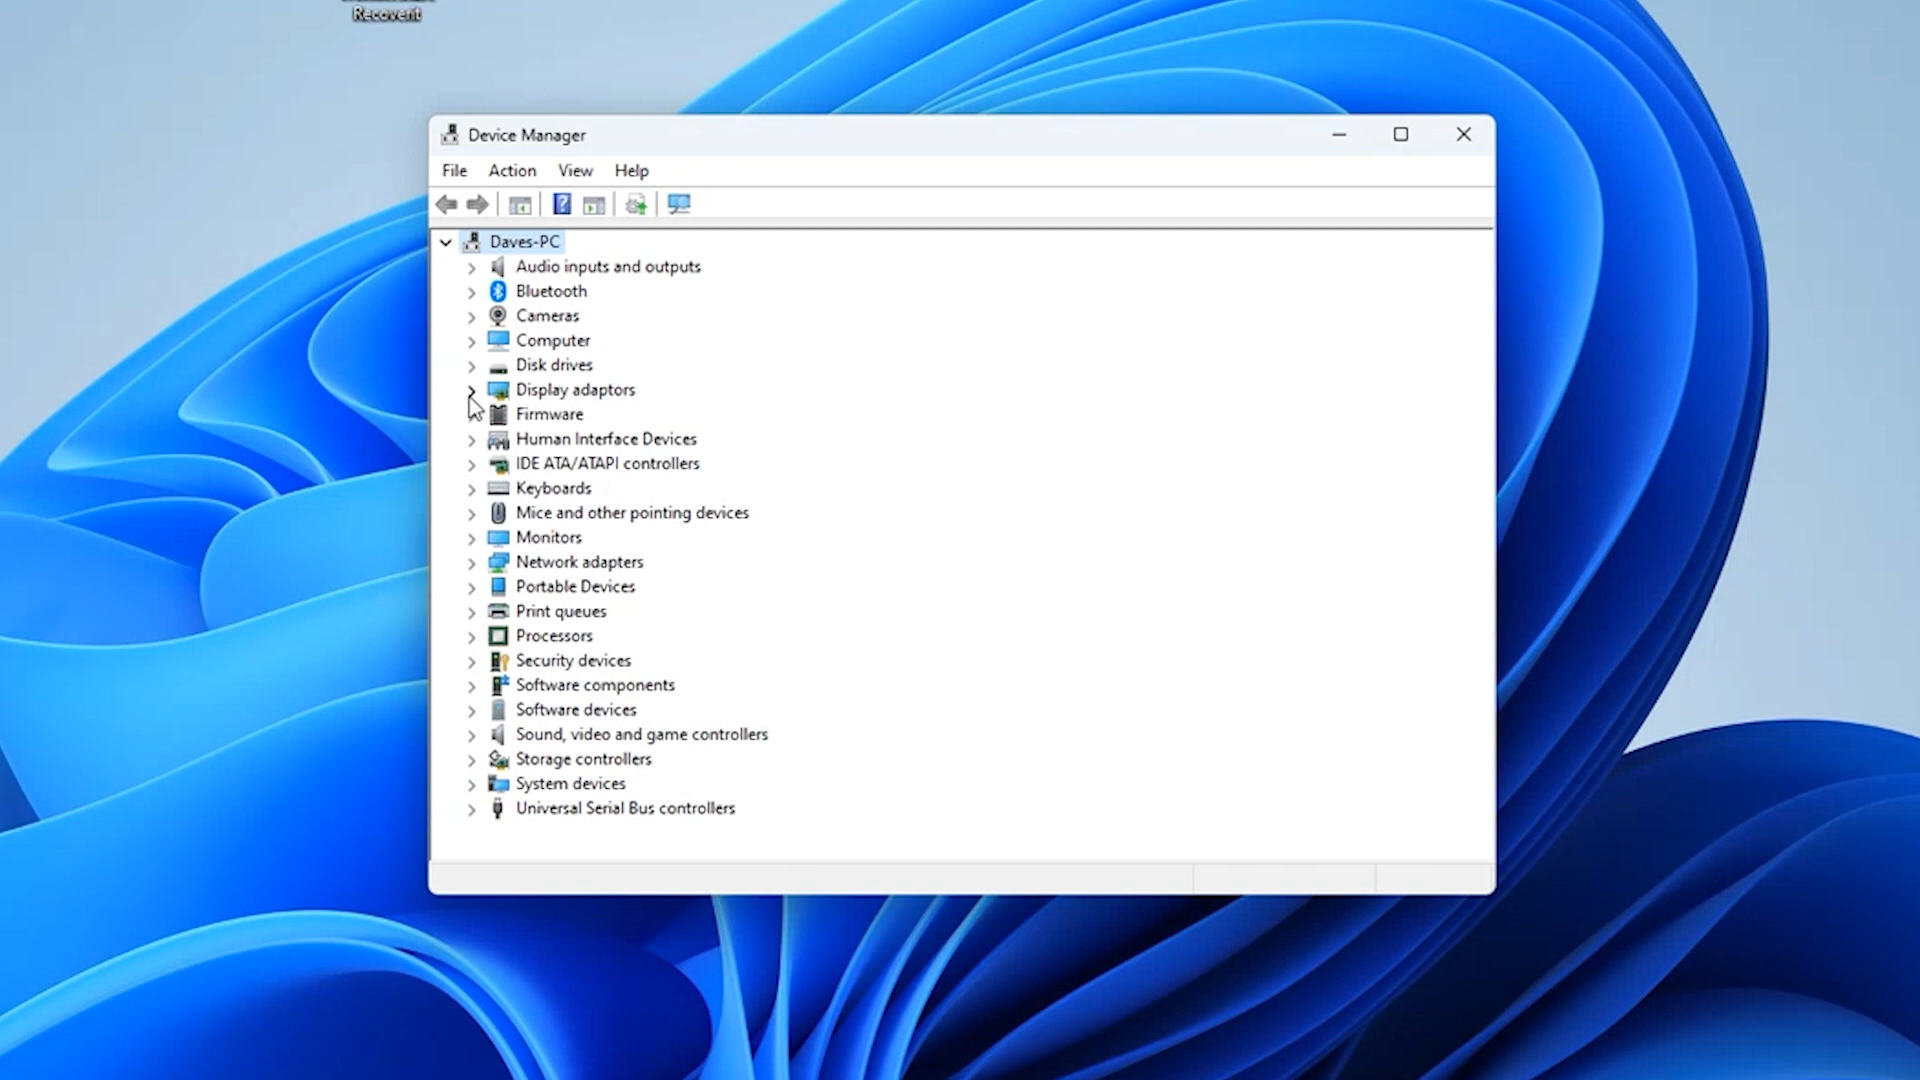 Recoverit
Device Manager
File Action View Help
Daves-PC
Audio inputs and outputs
Bluetooth
Cameras
Computer
Disk drives
Display adaptors
Firmware
Human Interface Devices
IDE ATA/ATAPI controllers
Keyboards
Mice and other pointing devices
Monitors
Network adapters
Portable Devices
Print queues
Processors
Security devices
Software components
Software devices
Sound, video and game controllers
Storage controllers
System devices
Universal Serial Bus controllers